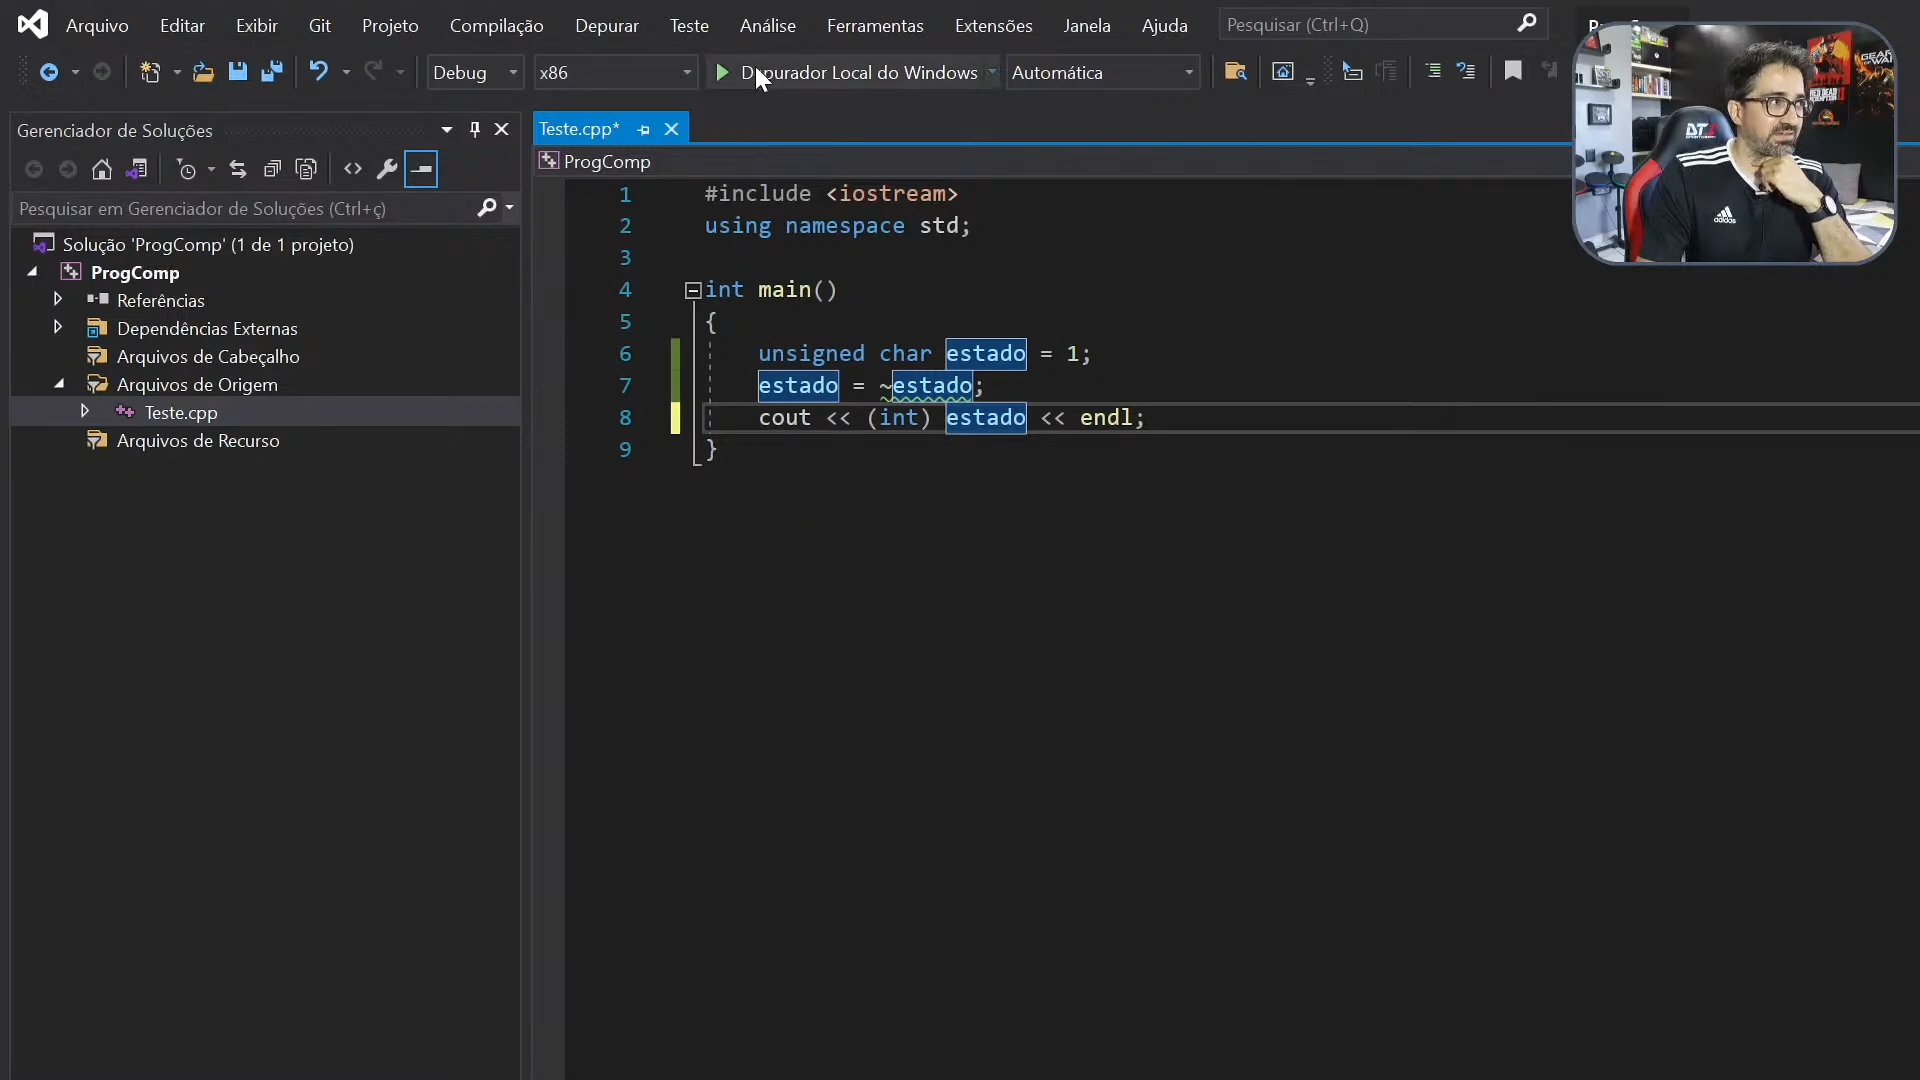 Arquivo Editar Exibir Git Projeto Compilação Depurar Teste Análise Ferramentas Extensões Janela Ajuda Pesquisar (Ctrl+Q)
Debug x86 Depurador Local do Windows Automática
Gerenciador de Soluções
Pesquisar em Gerenciador de Soluções (Ctrl+ç)
Solução 'ProgComp' (1 de 1 projeto)
ProgComp
Referências
Dependências Externas
Arquivos de Cabeçalho
Arquivos de Origem
Teste.cpp
Arquivos de Recurso
Teste.cpp*
ProgComp
1 #include <iostream>
2 using namespace std;
3
4 int main()
5 {
6 unsigned char estado = 1;
7 estado = ~estado;
8 cout << (int) estado << endl;
9 }
adidas